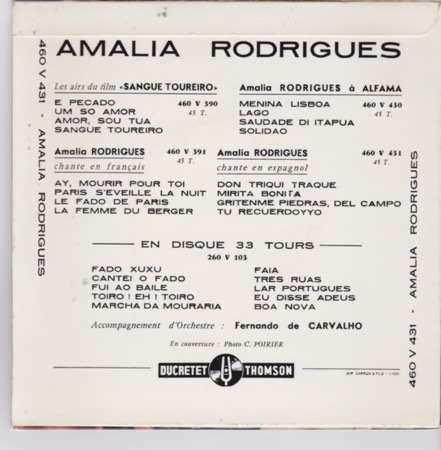 AMALIA RODRIGUES
Les airs du film «SANGUE TOUREIRO»
E PECADO 460 V 390
UM SO AMOR 45 T.
AMOR, SOU TUA
SANGUE TOUREIRO
Amalia RODRIGUES à ALFAMA
MENINA LISBOA 460 V 430
LAGO 45 T.
SAUDADE DI ITAPUA
SOLIDAO
Amalia RODRIGUES 460 V 391
chante en français 45 T.
AY, MOURIR POUR TOI
PARIS S'EVEILLE LA NUIT
LE FADO DE PARIS
LA FEMME DU BERGER
Amalia RODRIGUES 460 V 431
chante en espagnol 45 T.
DON TRIQUI TRAQUE
MIRITA BONITA
GRITENME PIEDRAS, DEL CAMPO
TU RECUERDOYYO
EN DISQUE 33 TOURS
260 V 103
FADO XUXU
CANTEI O FADO
FUI AO BAILE
TOIRO ! EH ! TOIRO
MARCHA DA MOURARIA
FAIA
TRES RUAS
LAR PORTUGUES
EU DISSE ADEUS
BOA NOVA
Accompagnement d'Orchestre : Fernando de CARVALHO
En couverture : Photo C. POIRIER
DUCRETET THOMSON
460 V 431 - AMALIA RODRIGUES
460 V 431 - AMALIA RODRIGUES